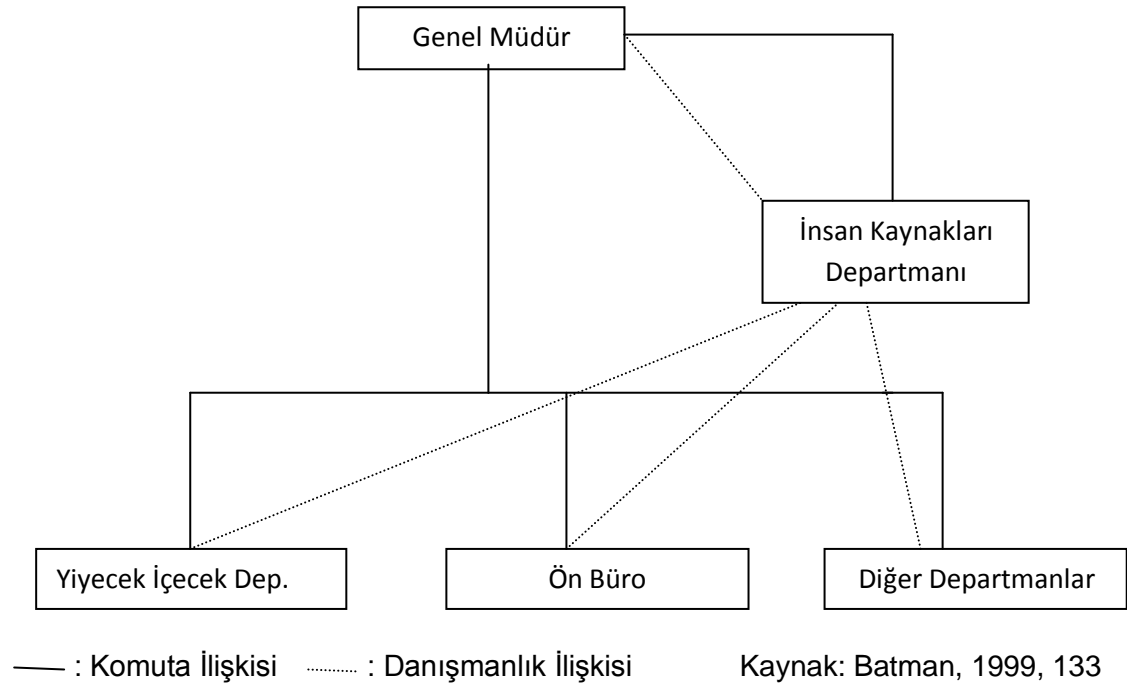 Genel Müdür
İnsan Kaynakları
Departmanı
Yiyecek İçecek Dep.
Ön Büro
Diğer Departmanlar
: Komuta İlişkisi : Danışmanlık İlişkisi Kaynak: Batman, 1999, 133